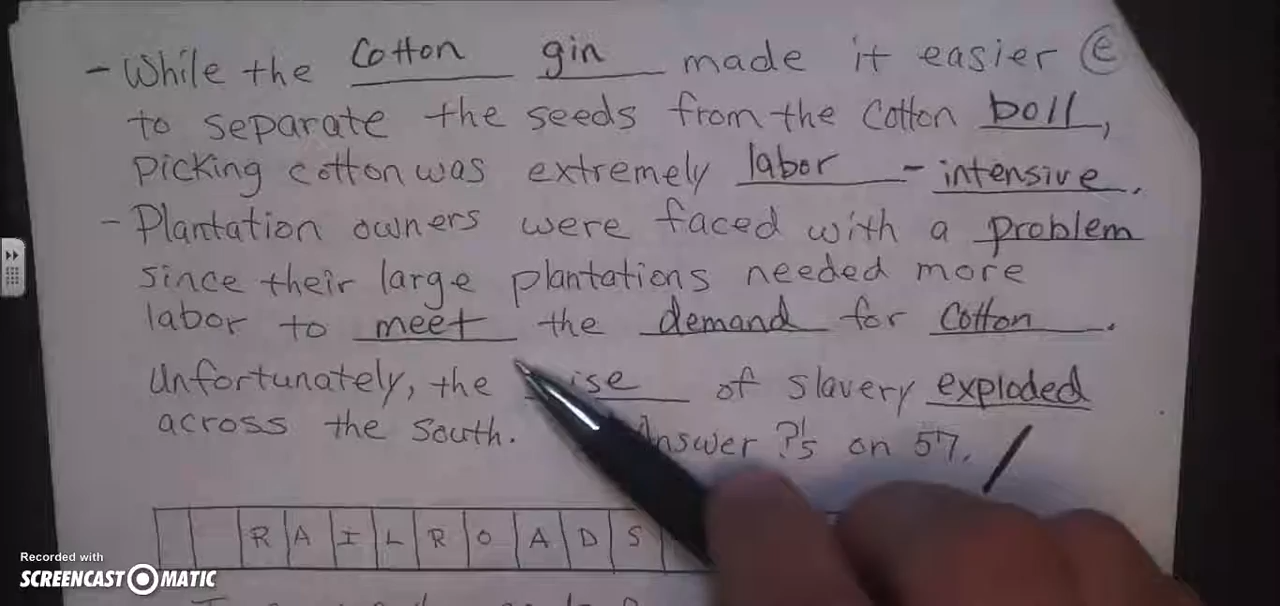 - While the Cotton gin made it easier e
to separate the seeds from the Cotton boll,
picking cotton was extremely labor - intensive.
- Plantation owners were faced with a problem
since their large plantations needed more
labor to meet the demand for Cotton.
Unfortunately, the of slavery exploded
across the South. Answer ?'s on 57.
RAILROADS
Recorded with
SCREENCAST-O-MATIC